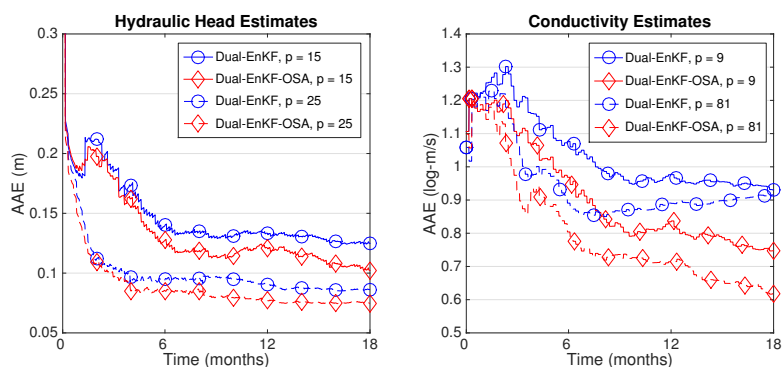 Hydraulic Head Estimates
0.3
0.25
0.2
0.15
0.1
0.05
AAE (m)
0
6
12
18
Time (months)
Dual-EnKF, p = 15
Dual-EnKF-OSA, p = 15
Dual-EnKF, p = 25
Dual-EnKF-OSA, p = 25
Conductivity Estimates
1.4
1.3
1.2
1.1
1
0.9
0.8
0.7
0.6
0.5
AAE (log-m/s)
0
6
12
18
Time (months)
Dual-EnKF, p = 9
Dual-EnKF-OSA, p = 9
Dual-EnKF, p = 81
Dual-EnKF-OSA, p = 81